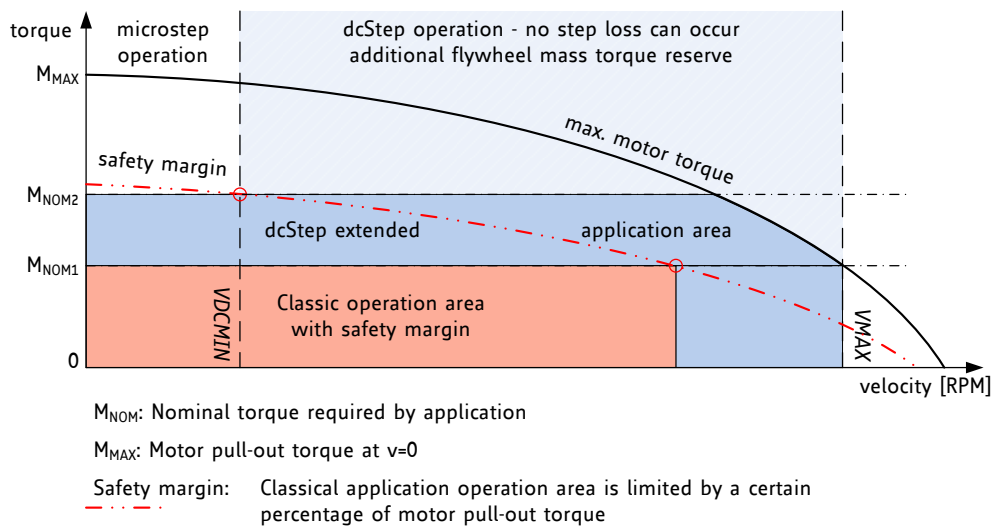 torque
microstep
operation
dcStep operation - no step loss can occur
additional flywheel mass torque reserve
MMAX
max. motor torque
safety margin
MNOM2
dcStep extended
application area
MNOM1
Classic operation area
with safety margin
VDCMIN
VMAX
0
velocity [RPM]
MNOM: Nominal torque required by application
MMAX: Motor pull-out torque at v=0
Safety margin: Classical application operation area is limited by a certain
percentage of motor pull-out torque